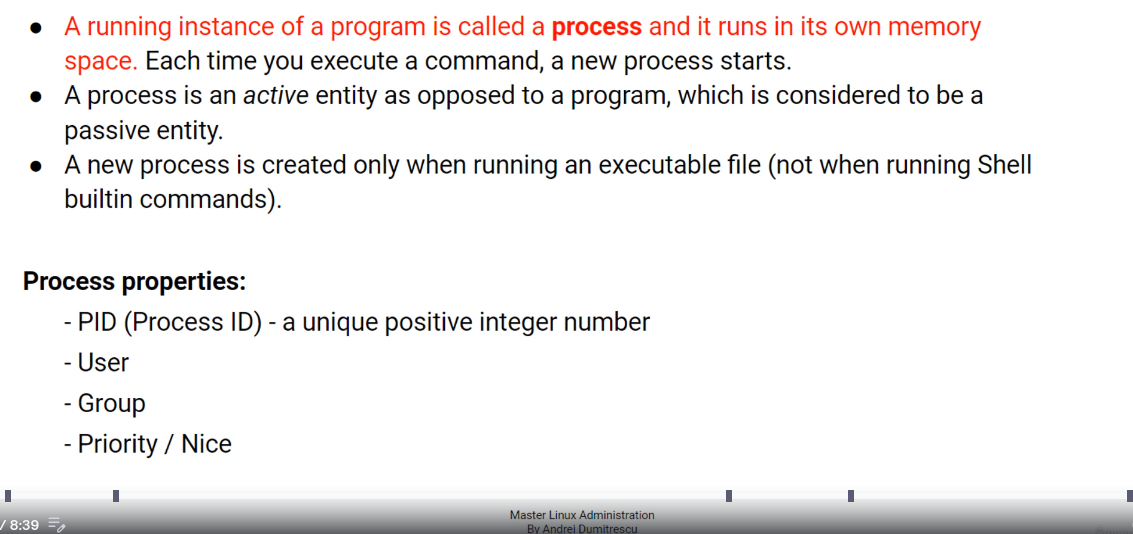 ● A running instance of a program is called a process and it runs in its own memory
space. Each time you execute a command, a new process starts.
● A process is an active entity as opposed to a program, which is considered to be a
passive entity.
● A new process is created only when running an executable file (not when running Shell
builtin commands).
Process properties:
- PID (Process ID) - a unique positive integer number
- User
- Group
- Priority / Nice
/ 8:39
Master Linux Administration
By Andrei Dumitrescu